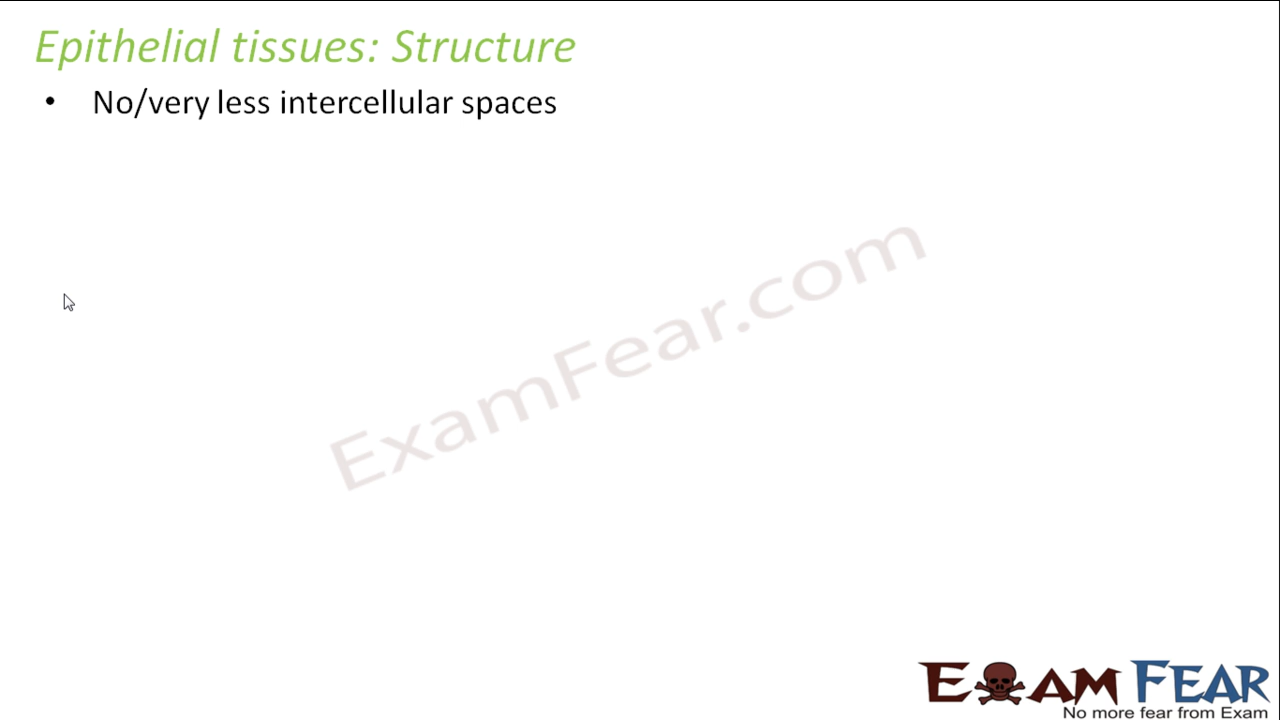 Epithelial tissues: Structure
• No/very less intercellular spaces
ExamFear.com
EXAM FEAR
No more fear from Exam